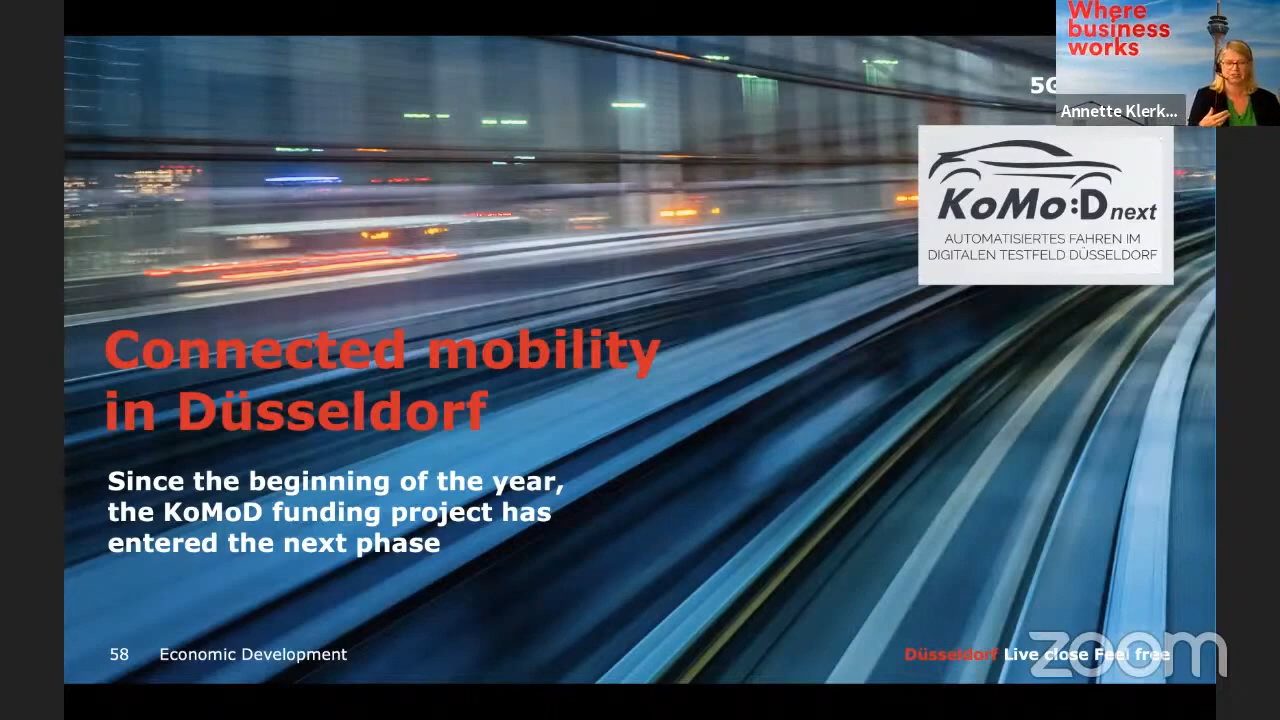 Where
business
works
5G
Annette Klerk...
KoMo:D next
AUTOMATISIERTES FAHREN IM
DIGITALEN TESTFELD DÜSSELDORF
Connected mobility
in Düsseldorf
Since the beginning of the year,
the KoMoD funding project has
entered the next phase
58 Economic Development
Düsseldorf Live close Feel free
zoom